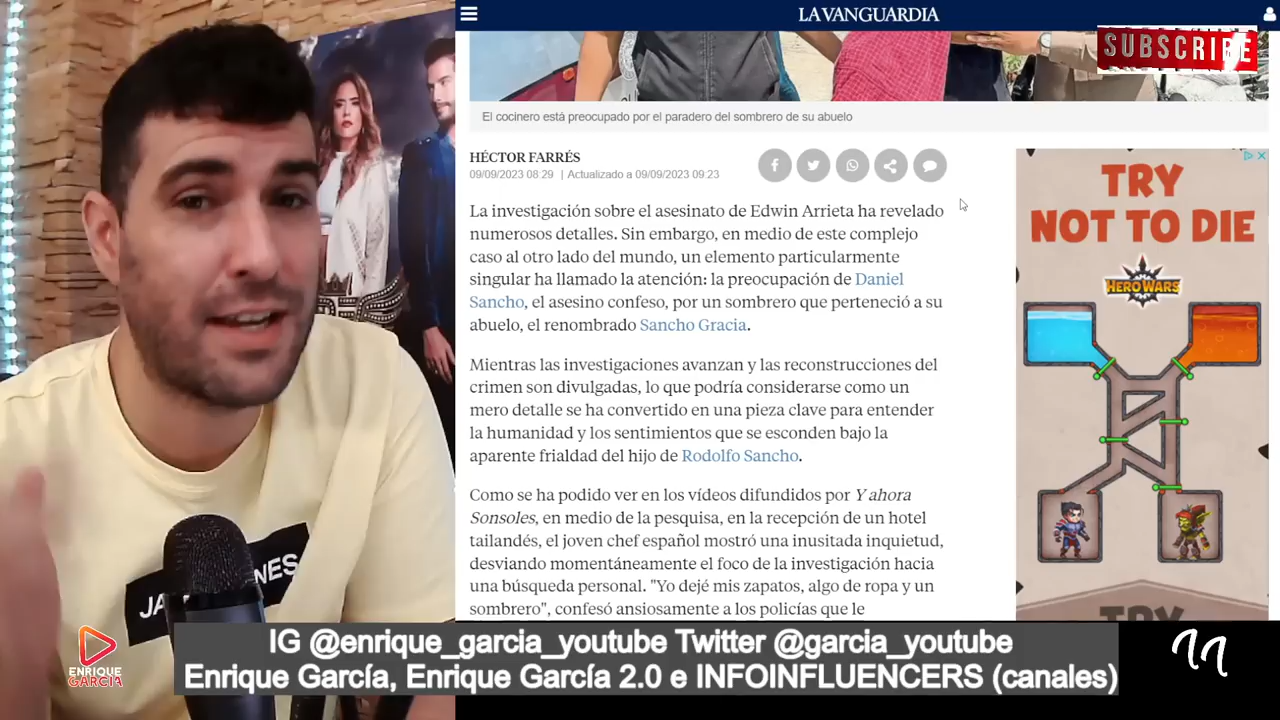 LAVANGUARDIA
SUBSCRIBE
El cocinero está preocupado por el paradero del sombrero de su abuelo
HÉCTOR FARRÉS
09/09/2023 08:29 | Actualizado a 09/09/2023 09:23
La investigación sobre el asesinato de Edwin Arrieta ha revelado
numerosos detalles. Sin embargo, en medio de este complejo
caso al otro lado del mundo, un elemento particularmente
singular ha llamado la atención: la preocupación de Daniel
Sancho, el asesino confeso, por un sombrero que perteneció a su
abuelo, el renombrado Sancho Gracia.
Mientras las investigaciones avanzan y las reconstrucciones del
crimen son divulgadas, lo que podría considerarse como un
mero detalle se ha convertido en una pieza clave para entender
la humanidad y los sentimientos que se esconden bajo la
aparente frialdad del hijo de Rodolfo Sancho.
Como se ha podido ver en los vídeos difundidos por Y ahora
Sonsoles, en medio de la pesquisa, en la recepción de un hotel
tailandés, el joven chef español mostró una inusitada inquietud,
desviando momentáneamente el foco de la investigación hacia
una búsqueda personal. "Yo dejé mis zapatos, algo de ropa y un
sombrero", confesó ansiosamente a los policías que le
TRY
NOT TO DIE
HERO WARS
TRY
JA
NES
ENRIQUE
GARCÍA
IG @enrique_garcia_youtube Twitter @garcia_youtube
Enrique García, Enrique García 2.0 e INFOINFLUENCERS (canales)